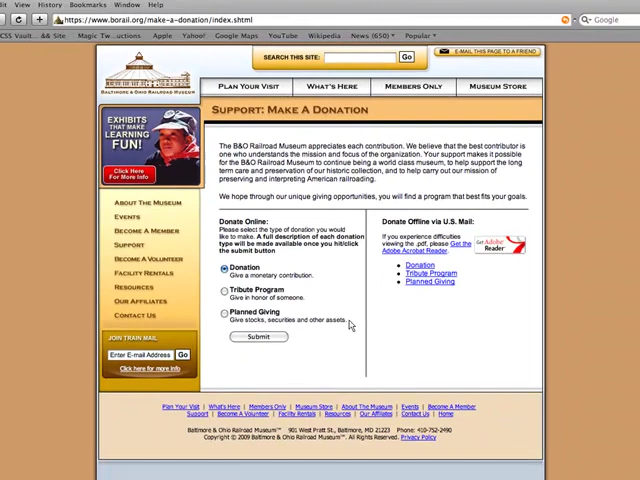 View History Bookmarks Window Help
https://www.borail.org/make-a-donation/index.shtml
Google
CSS Vault... && Site Magic Tw...uctions Apple Yahoo! Google Maps YouTube Wikipedia News (650) Popular
SEARCH THIS SITE: Go
E-MAIL THIS PAGE TO A FRIEND
BALTIMORE & OHIO RAILROAD MUSEUM
PLAN YOUR VISIT WHAT'S HERE MEMBERS ONLY MUSEUM STORE
SUPPORT: MAKE A DONATION
EXHIBITS
THAT MAKE
LEARNING
FUN!
Click Here
For More Info
ABOUT THE MUSEUM
EVENTS
BECOME A MEMBER
SUPPORT
BECOME A VOLUNTEER
FACILITY RENTALS
RESOURCES
OUR AFFILIATES
CONTACT US
JOIN TRAIN MAIL
Enter E-mail Address Go
Click here for more info
The B&O Railroad Museum appreciates each contribution. We believe that the best contributor is
one who understands the mission and focus of the organization. Your support makes it possible
for the B&O Railroad Museum to continue being a world class museum, to help support the long
term care and preservation of our historic collection, and to help carry out our mission of
preserving and interpreting American railroading.
We hope through our unique giving opportunities, you will find a program that best fits your goals.
Donate Online:
Please select the type of donation you would
like to make. A full description of each donation
type will be made available once you hit/click
the submit button
Donation
Give a monetary contribution.
Tribute Program
Give in honor of someone.
Planned Giving
Give stocks, securities and other assets.
Submit
Donate Offline via U.S. Mail:
If you experience difficulties
viewing the .pdf, please Get the
Adobe Acrobat Reader.
Get Adobue Reader
Donation
Tribute Program
Planned Giving
Plan Your Visit | What's Here | Members Only | Museum Store | About The Museum | Events | Become A Member
Support | Become A Volunteer | Facility Rentals | Resources | Our Affiliates | Contact Us | Home
Baltimore & Ohio Railroad Museum™ 901 West Pratt St., Baltimore, MD 21223 Phone: 410-752-2490
Copyright © 2009 Baltimore & Ohio Railroad Museum™. All Rights Reserved. Privacy Policy